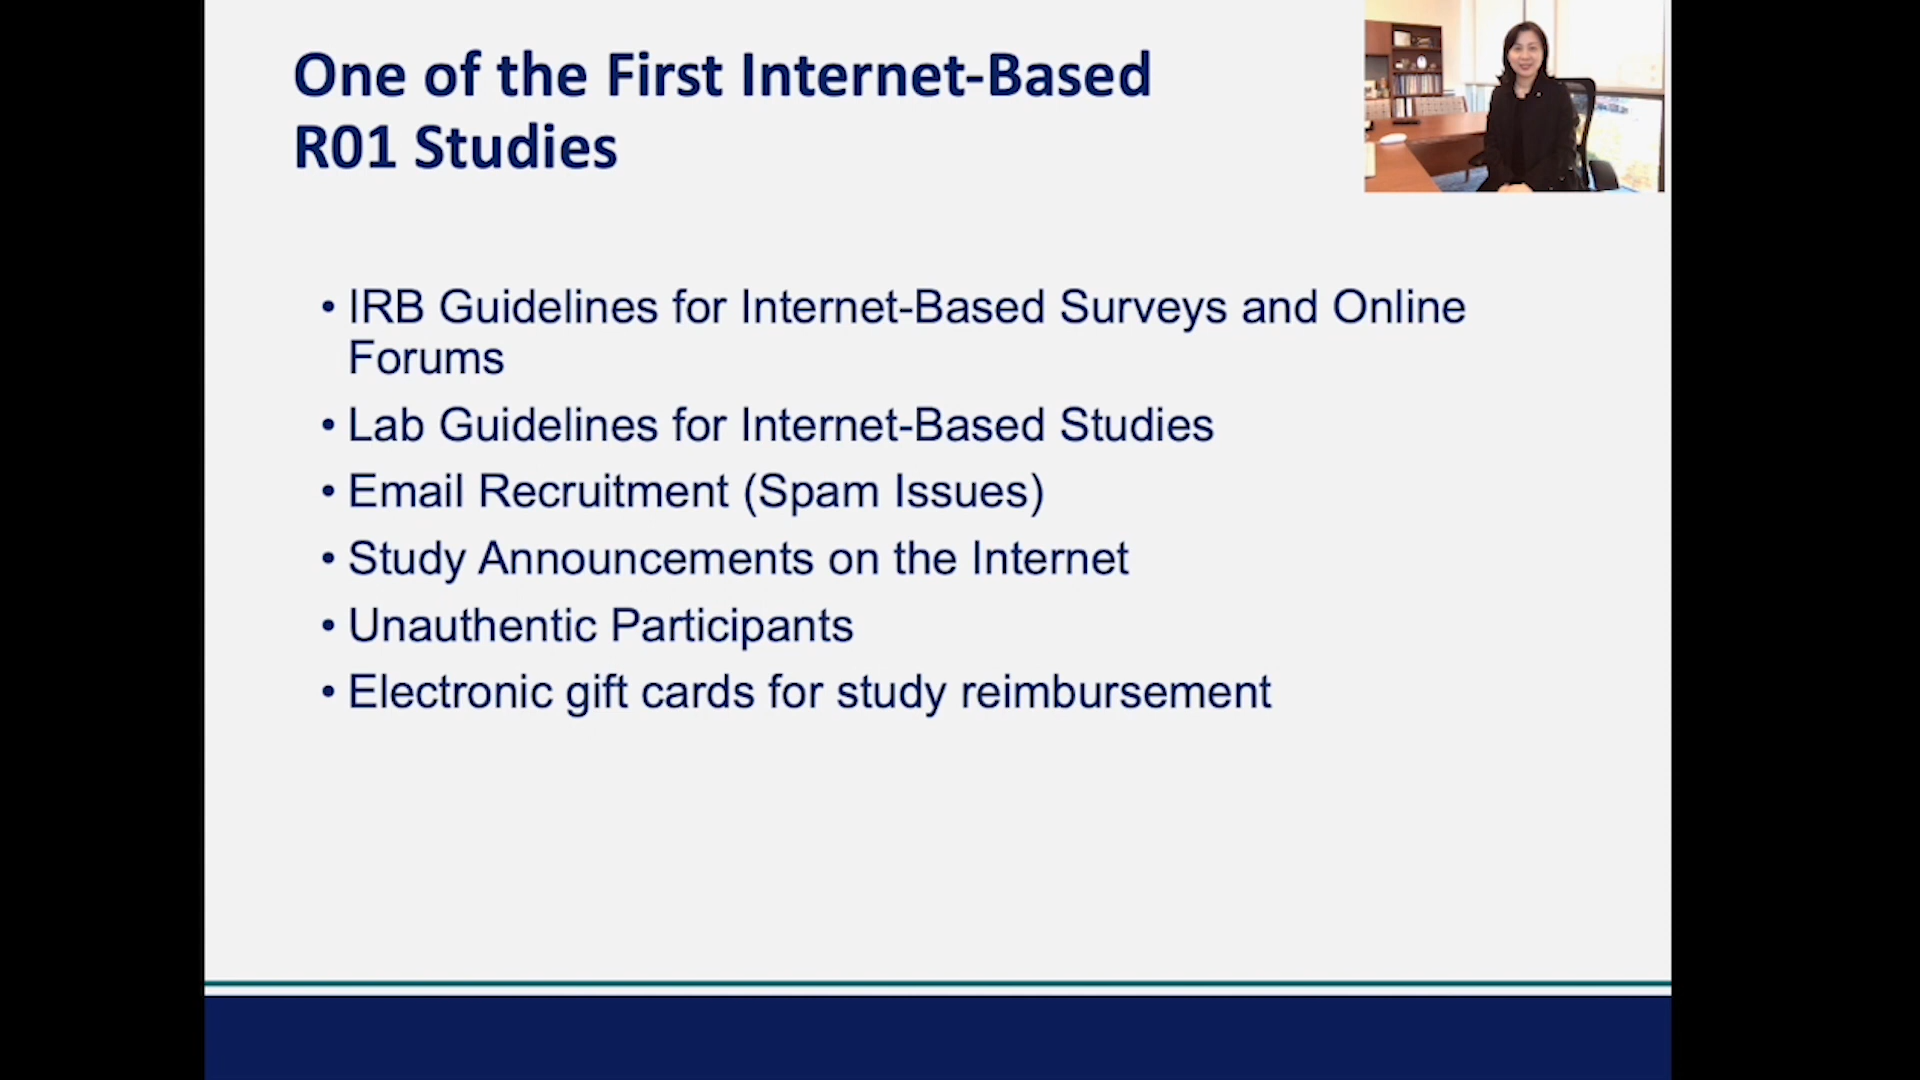 One of the First Internet-Based
R01 Studies
• IRB Guidelines for Internet-Based Surveys and Online
Forums
• Lab Guidelines for Internet-Based Studies
• Email Recruitment (Spam Issues)
• Study Announcements on the Internet
• Unauthentic Participants
• Electronic gift cards for study reimbursement